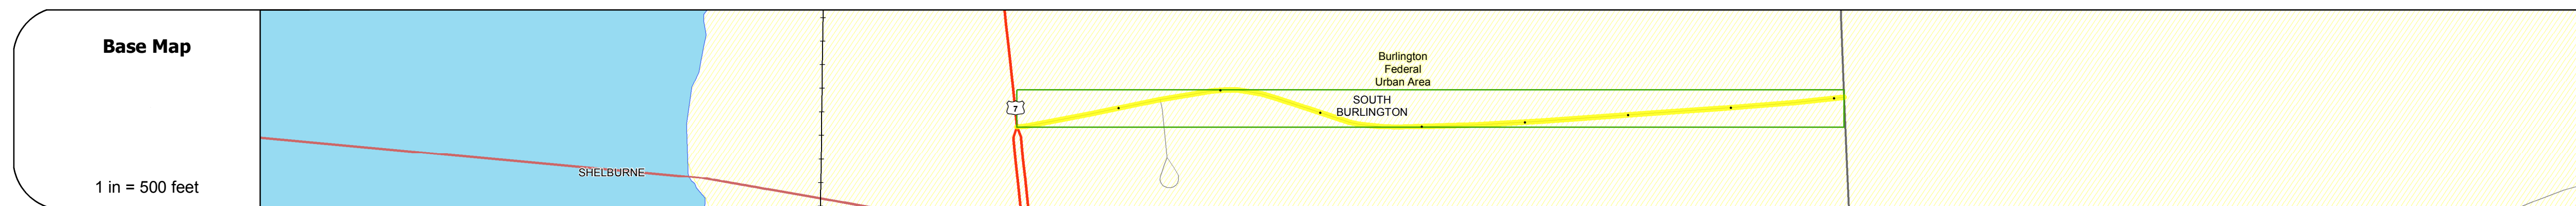 Base Map
1 in = 500 feet
SHELBURNE
7
Burlington
Federal
Urban Area
SOUTH
BURLINGTON